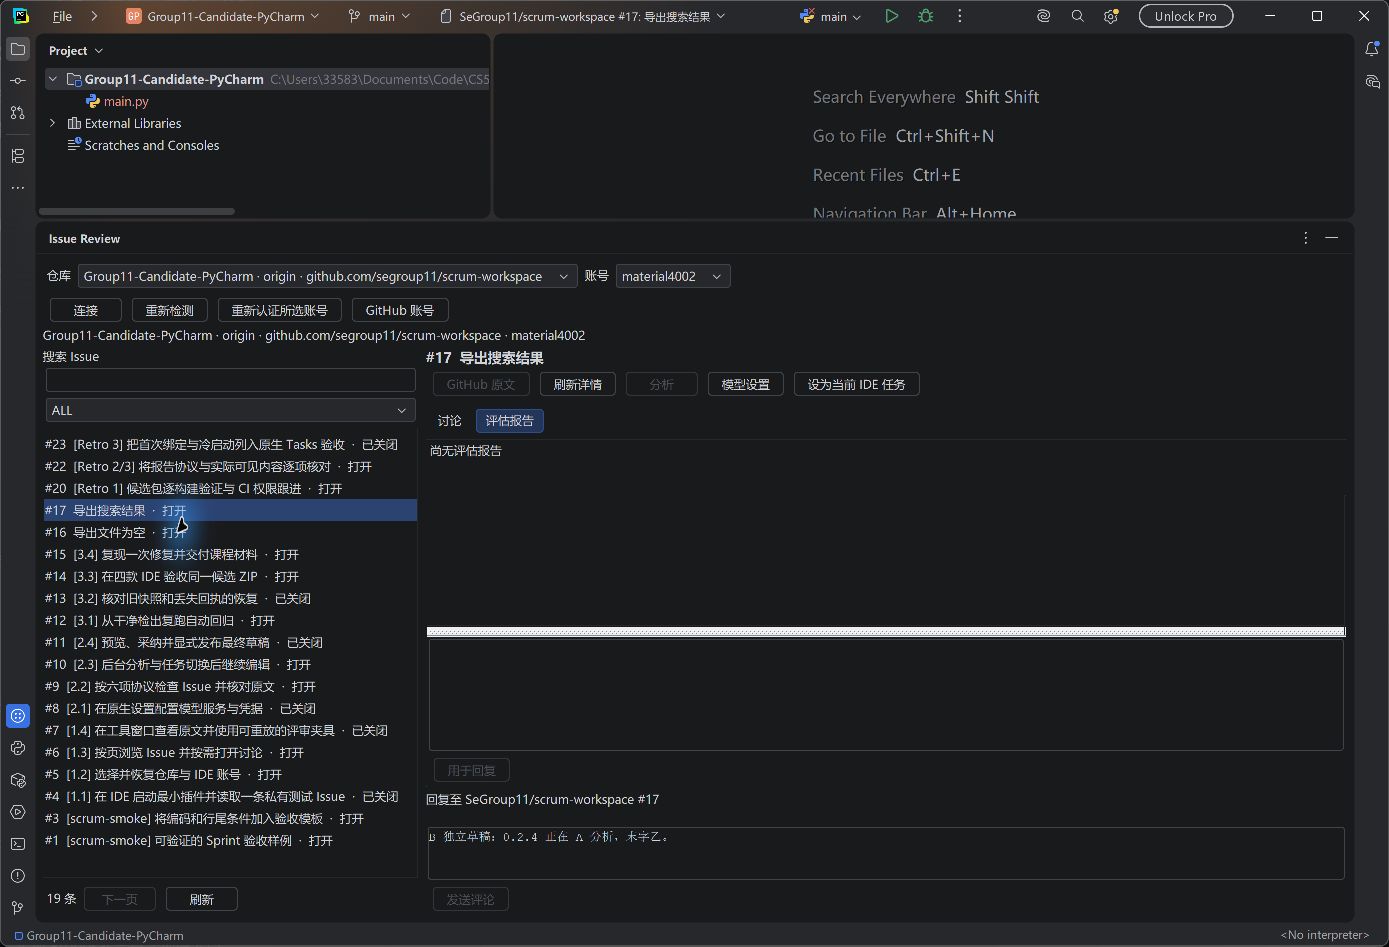 File
GP Group11-Candidate-PyCharm
main
SeGroup11/scrum-workspace #17: 导出搜索结果
main
Unlock Pro
Project
Group11-Candidate-PyCharm C:\Users\33583\Documents\Code\CS5
main.py
External Libraries
Scratches and Consoles
Search Everywhere Shift Shift
Go to File Ctrl+Shift+N
Recent Files Ctrl+E
Navigation Bar Alt+Home
Issue Review
仓库 Group11-Candidate-PyCharm · origin · github.com/segroup11/scrum-workspace 账号 material4002
连接 重新检测 重新认证所选账号 GitHub 账号
Group11-Candidate-PyCharm · origin · github.com/segroup11/scrum-workspace · material4002
搜索 Issue
ALL
#23 [Retro 3] 把首次绑定与冷启动列入原生 Tasks 验收 · 已关闭
#22 [Retro 2/3] 将报告协议与实际可见内容逐项核对 · 打开
#20 [Retro 1] 候选包逐构建验证与 CI 权限跟进 · 打开
#17 导出搜索结果 · 打开
#16 导出文件为空 · 打开
#15 [3.4] 复现一次修复并交付课程材料 · 打开
#14 [3.3] 在四款 IDE 验收同一候选 ZIP · 打开
#13 [3.2] 核对旧快照和丢失回执的恢复 · 已关闭
#12 [3.1] 从干净检出复跑自动回归 · 打开
#11 [2.4] 预览、采纳并显式发布最终草稿 · 已关闭
#10 [2.3] 后台分析与任务切换后继续编辑 · 打开
#9 [2.2] 按六项协议检查 Issue 并核对原文 · 打开
#8 [2.1] 在原生设置配置模型服务与凭据 · 已关闭
#7 [1.4] 在工具窗口查看原文并使用可重放的评审夹具 · 已关闭
#6 [1.3] 按页浏览 Issue 并按需打开讨论 · 打开
#5 [1.2] 选择并恢复仓库与 IDE 账号 · 打开
#4 [1.1] 在 IDE 启动最小插件并读取一条私有测试 Issue · 已关闭
#3 [scrum-smoke] 将编码和行尾条件加入验收模板 · 打开
#1 [scrum-smoke] 可验证的 Sprint 验收样例 · 打开
19 条 下一页 刷新
#17 导出搜索结果
GitHub 原文 刷新详情 分析 模型设置 设为当前 IDE 任务
讨论 评估报告
尚无评估报告
用于回复
回复至 SeGroup11/scrum-workspace #17
B 独立草稿：0.2.4 正在 A 分析，末字乙。
发送评论
Group11-Candidate-PyCharm
<No interpreter>